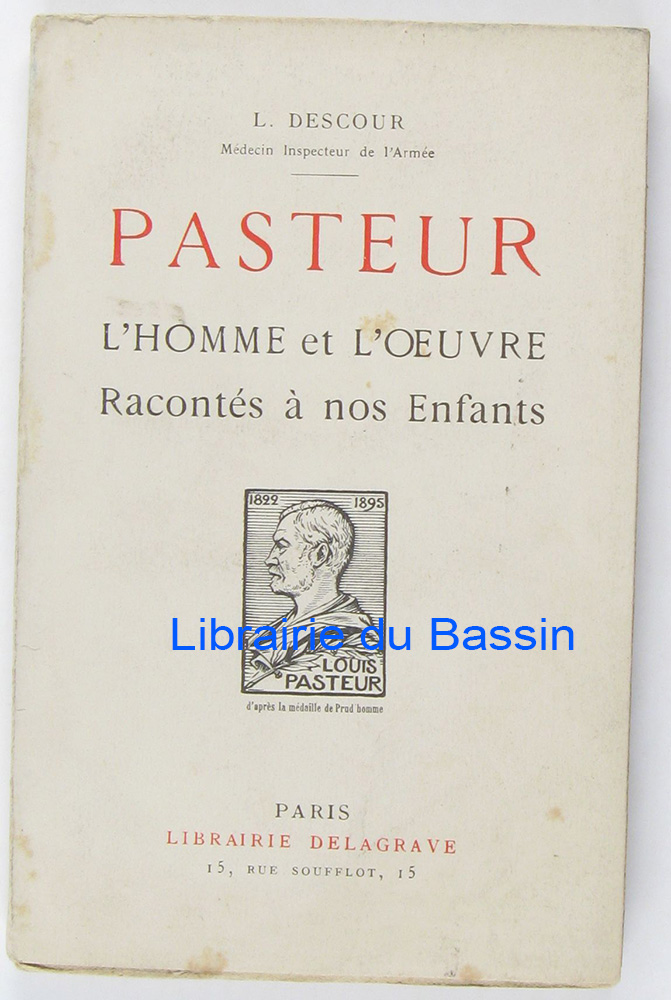 L. DESCOUR
Médecin Inspecteur de l'Armée
PASTEUR
L'HOMME et L'ŒUVRE
Racontés à nos Enfants
1822 1895
Librairie du Bassin
LOUIS
PASTEUR
d'après la médaille de Prud homme
PARIS
LIBRAIRIE DELAGRAVE
15, RUE SOUFFLOT, 15